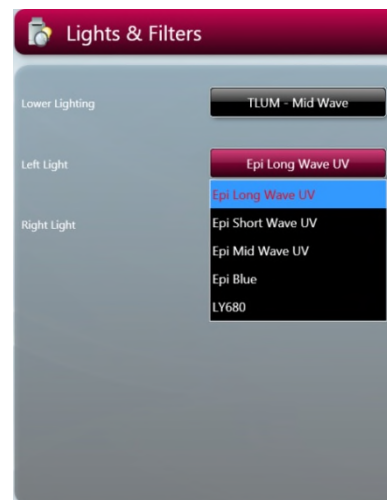 Lights & Filters
Lower Lighting
TLUM - Mid Wave
Left Light
Epi Long Wave UV
Epi Long Wave UV
Right Light
Epi Short Wave UV
Epi Mid Wave UV
Epi Blue
LY680